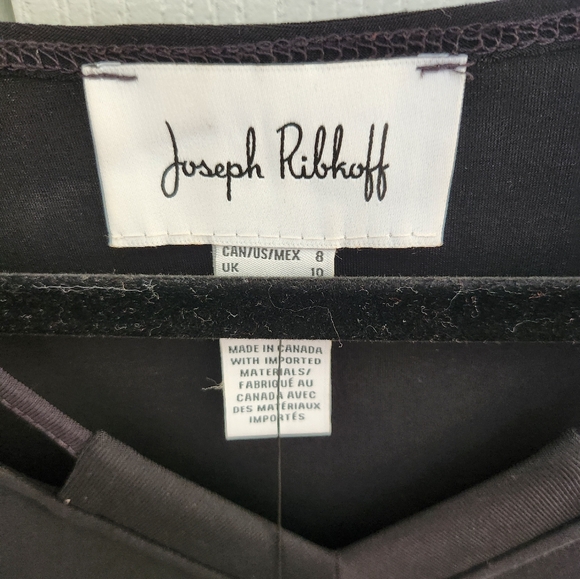 Joseph Ribkoff
CAN/US/MEX 8
UK 10
MADE IN CANADA
WITH IMPORTED
MATERIALS/
FABRIQUÉ AU
CANADA AVEC
DES MATÉRIAUX
IMPORTÉS